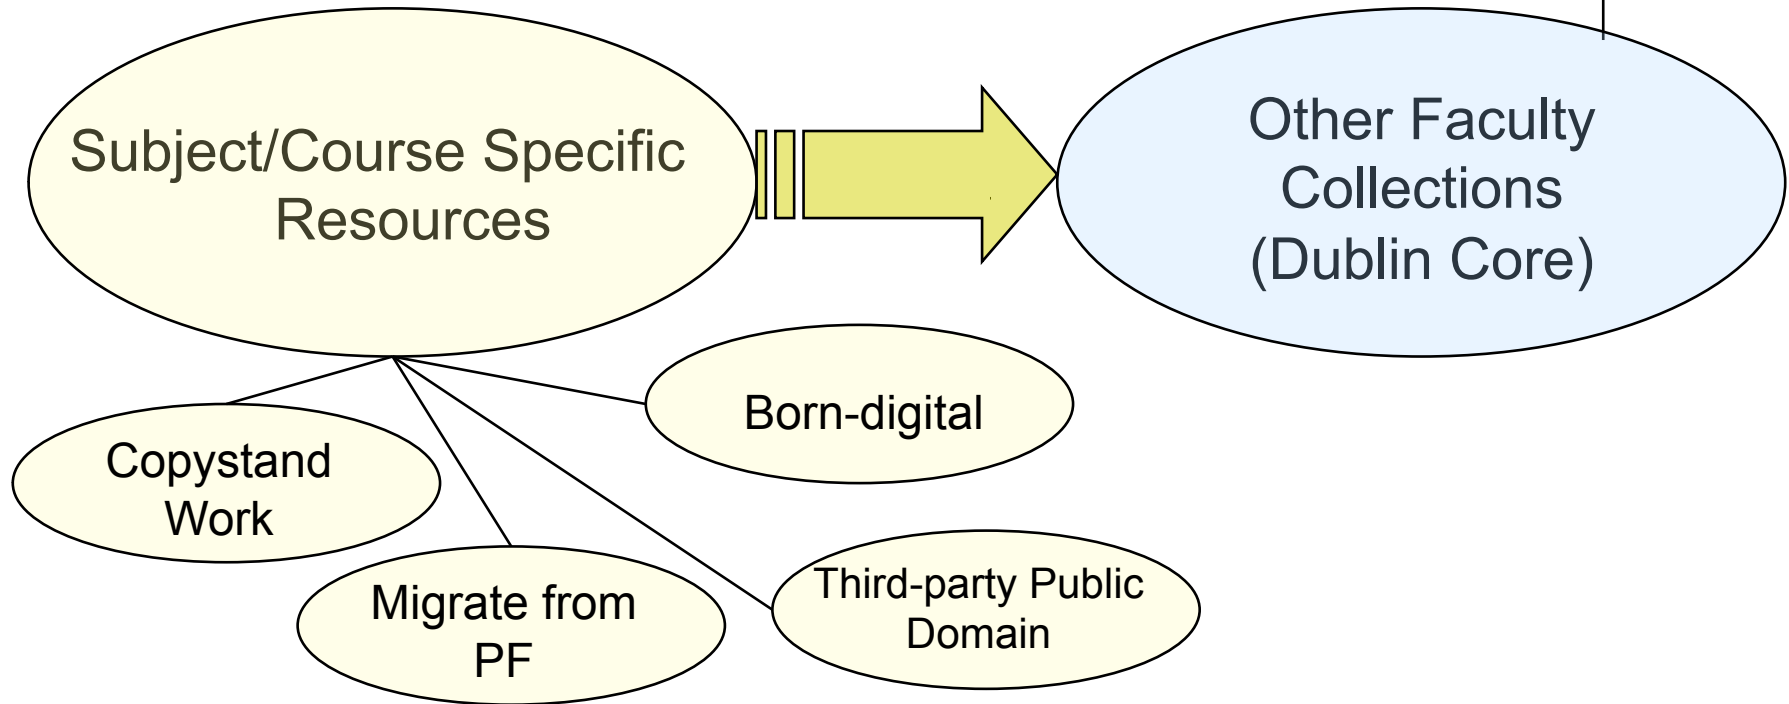 Subject/Course Specific
Resources
Other Faculty
Collections
(Dublin Core)
Born-digital
Copystand
Work
Migrate from
PF
Third-party Public
Domain